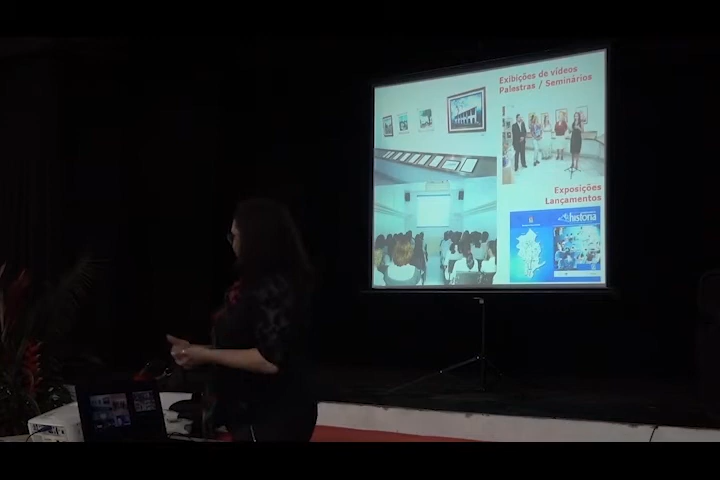 Exibições de vídeos
Palestras / Seminários
Exposições
Lançamentos
história